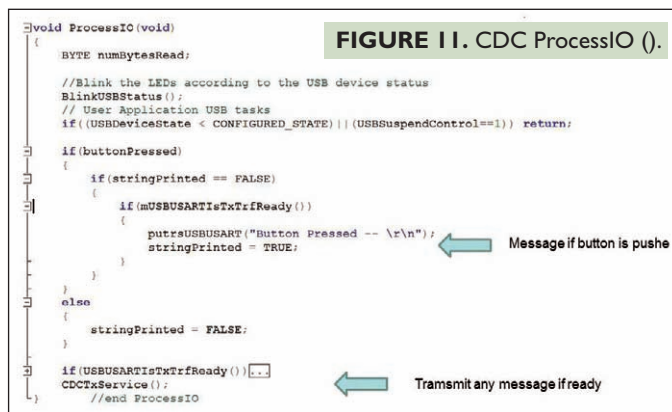 FIGURE 11. CDC ProcessIO ().
void ProcessIO(void)
{
BYTE numBytesRead;
//Blink the LEDs according to the USB device status
BlinkUSBStatus();
// User Application USB tasks
if((USBDeviceState < CONFIGURED_STATE)||(USBSuspendControl==1)) return;
if(buttonPressed)
{
if(stringPrinted == FALSE)
{
if(mUSBUSARTIsTxTrfReady())
{
putrsUSBUSART("Button Pressed -- \r\n");
stringPrinted = TRUE;
Message if button is pushe
}
}
}
else
{
stringPrinted = FALSE;
}
if(USBUSARTIsTxTrfReady())...
CDCTxService();
Tramsmit any message if ready
} //end ProcessIO